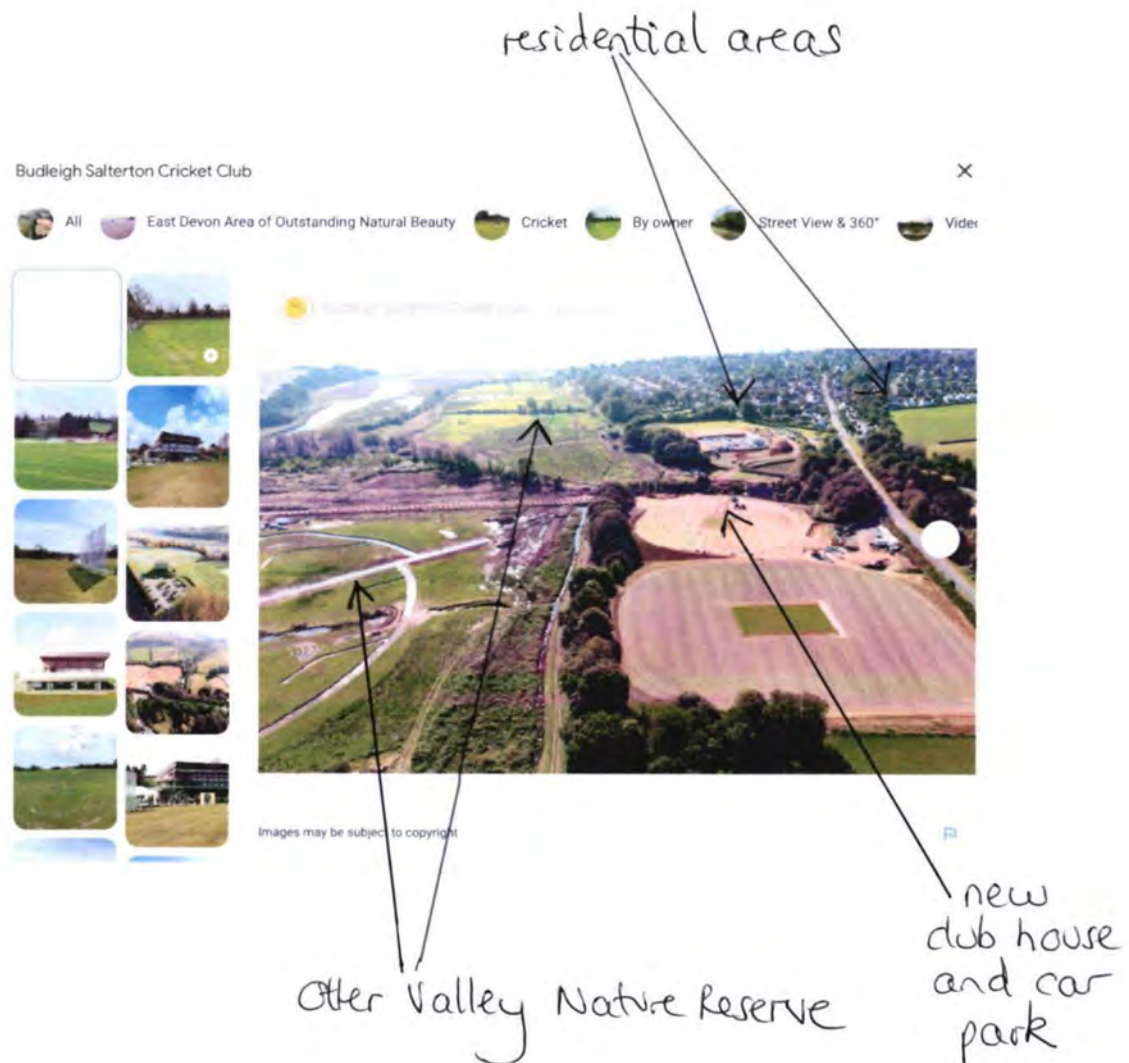 residential areas
Budleigh Salterton Cricket Club
All
East Devon Area of Outstanding Natural Beauty
Cricket
By owner
Street View & 360°
Images may be subject to copyright
Otter Valley Nature Reserve
new
club house
and car
park